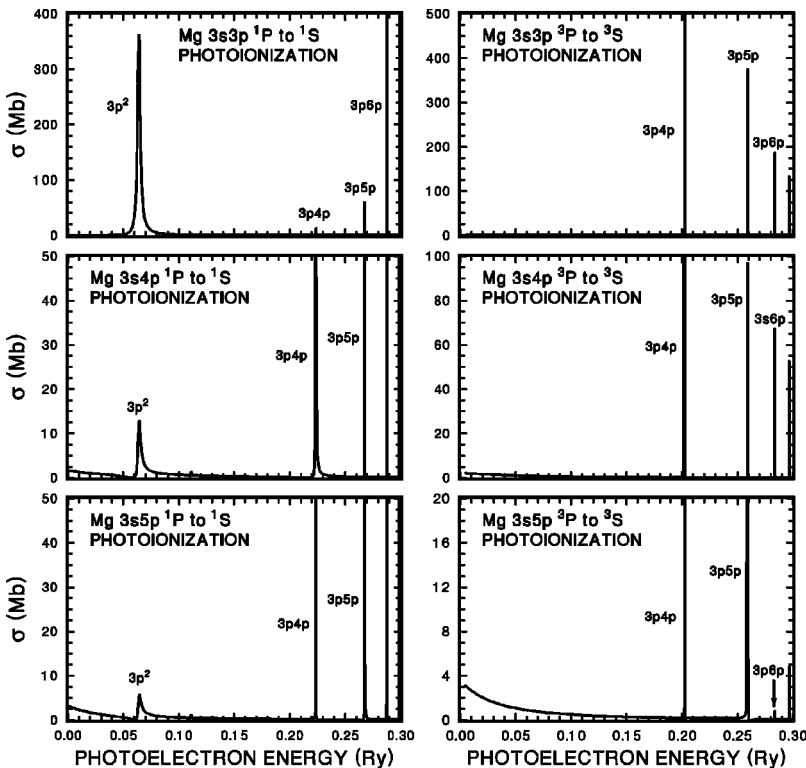 Mg 3s3p ¹P to ¹S
PHOTOIONIZATION
3p²
3p4p
3p5p
3p6p
400
300
200
100
0
σ (Mb)
Mg 3s3p ³P to ³S
PHOTOIONIZATION
3p4p
3p5p
3p6p
500
400
300
200
100
0
Mg 3s4p ¹P to ¹S
PHOTOIONIZATION
3p²
3p4p
3p5p
50
40
30
20
10
0
σ (Mb)
Mg 3s4p ³P to ³S
PHOTOIONIZATION
3p4p
3p5p
3s6p
100
80
60
40
20
0
Mg 3s5p ¹P to ¹S
PHOTOIONIZATION
3p²
3p4p
3p5p
50
40
30
20
10
0
σ (Mb)
0.00 0.05 0.10 0.15 0.20 0.25 0.30
PHOTOELECTRON ENERGY (Ry)
Mg 3s5p ³P to ³S
PHOTOIONIZATION
3p4p
3p5p
3p6p
20
16
12
8
4
0
0.00 0.05 0.10 0.15 0.20 0.25 0.30
PHOTOELECTRON ENERGY (Ry)